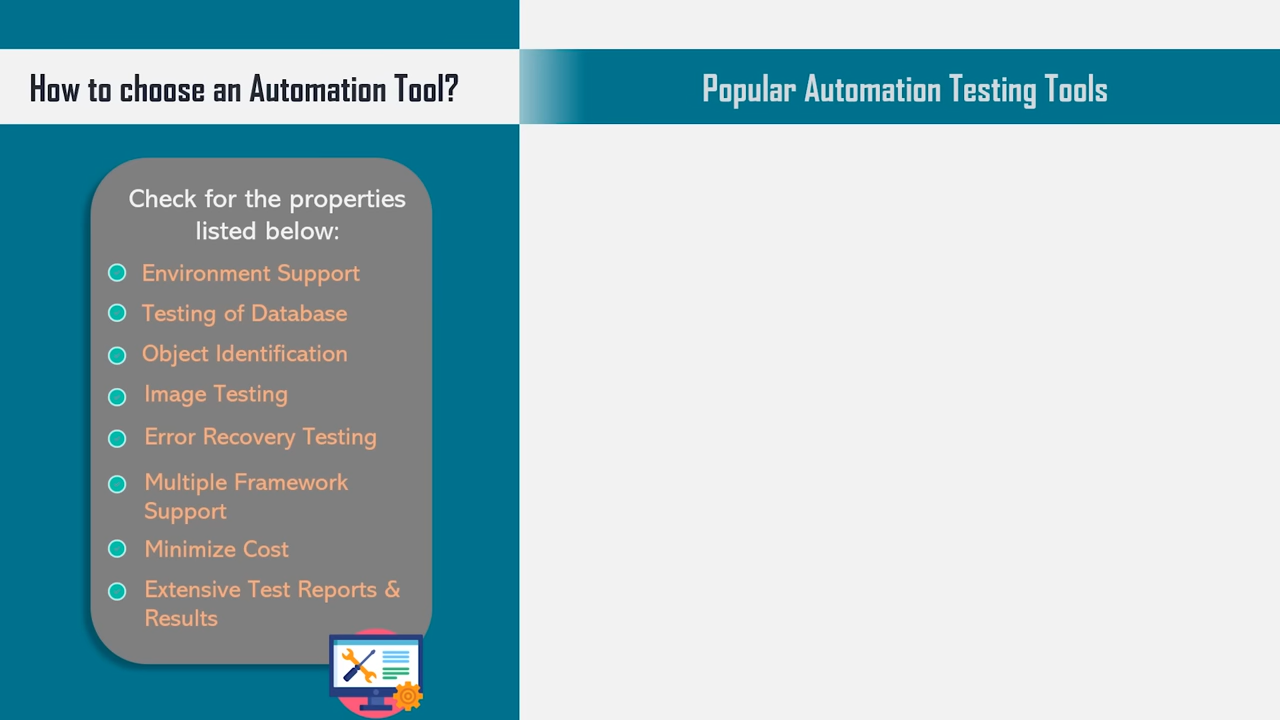 How to choose an Automation Tool?
Popular Automation Testing Tools
Check for the properties
listed below:
Environment Support
Testing of Database
Object Identification
Image Testing
Error Recovery Testing
Multiple Framework
Support
Minimize Cost
Extensive Test Reports &
Results